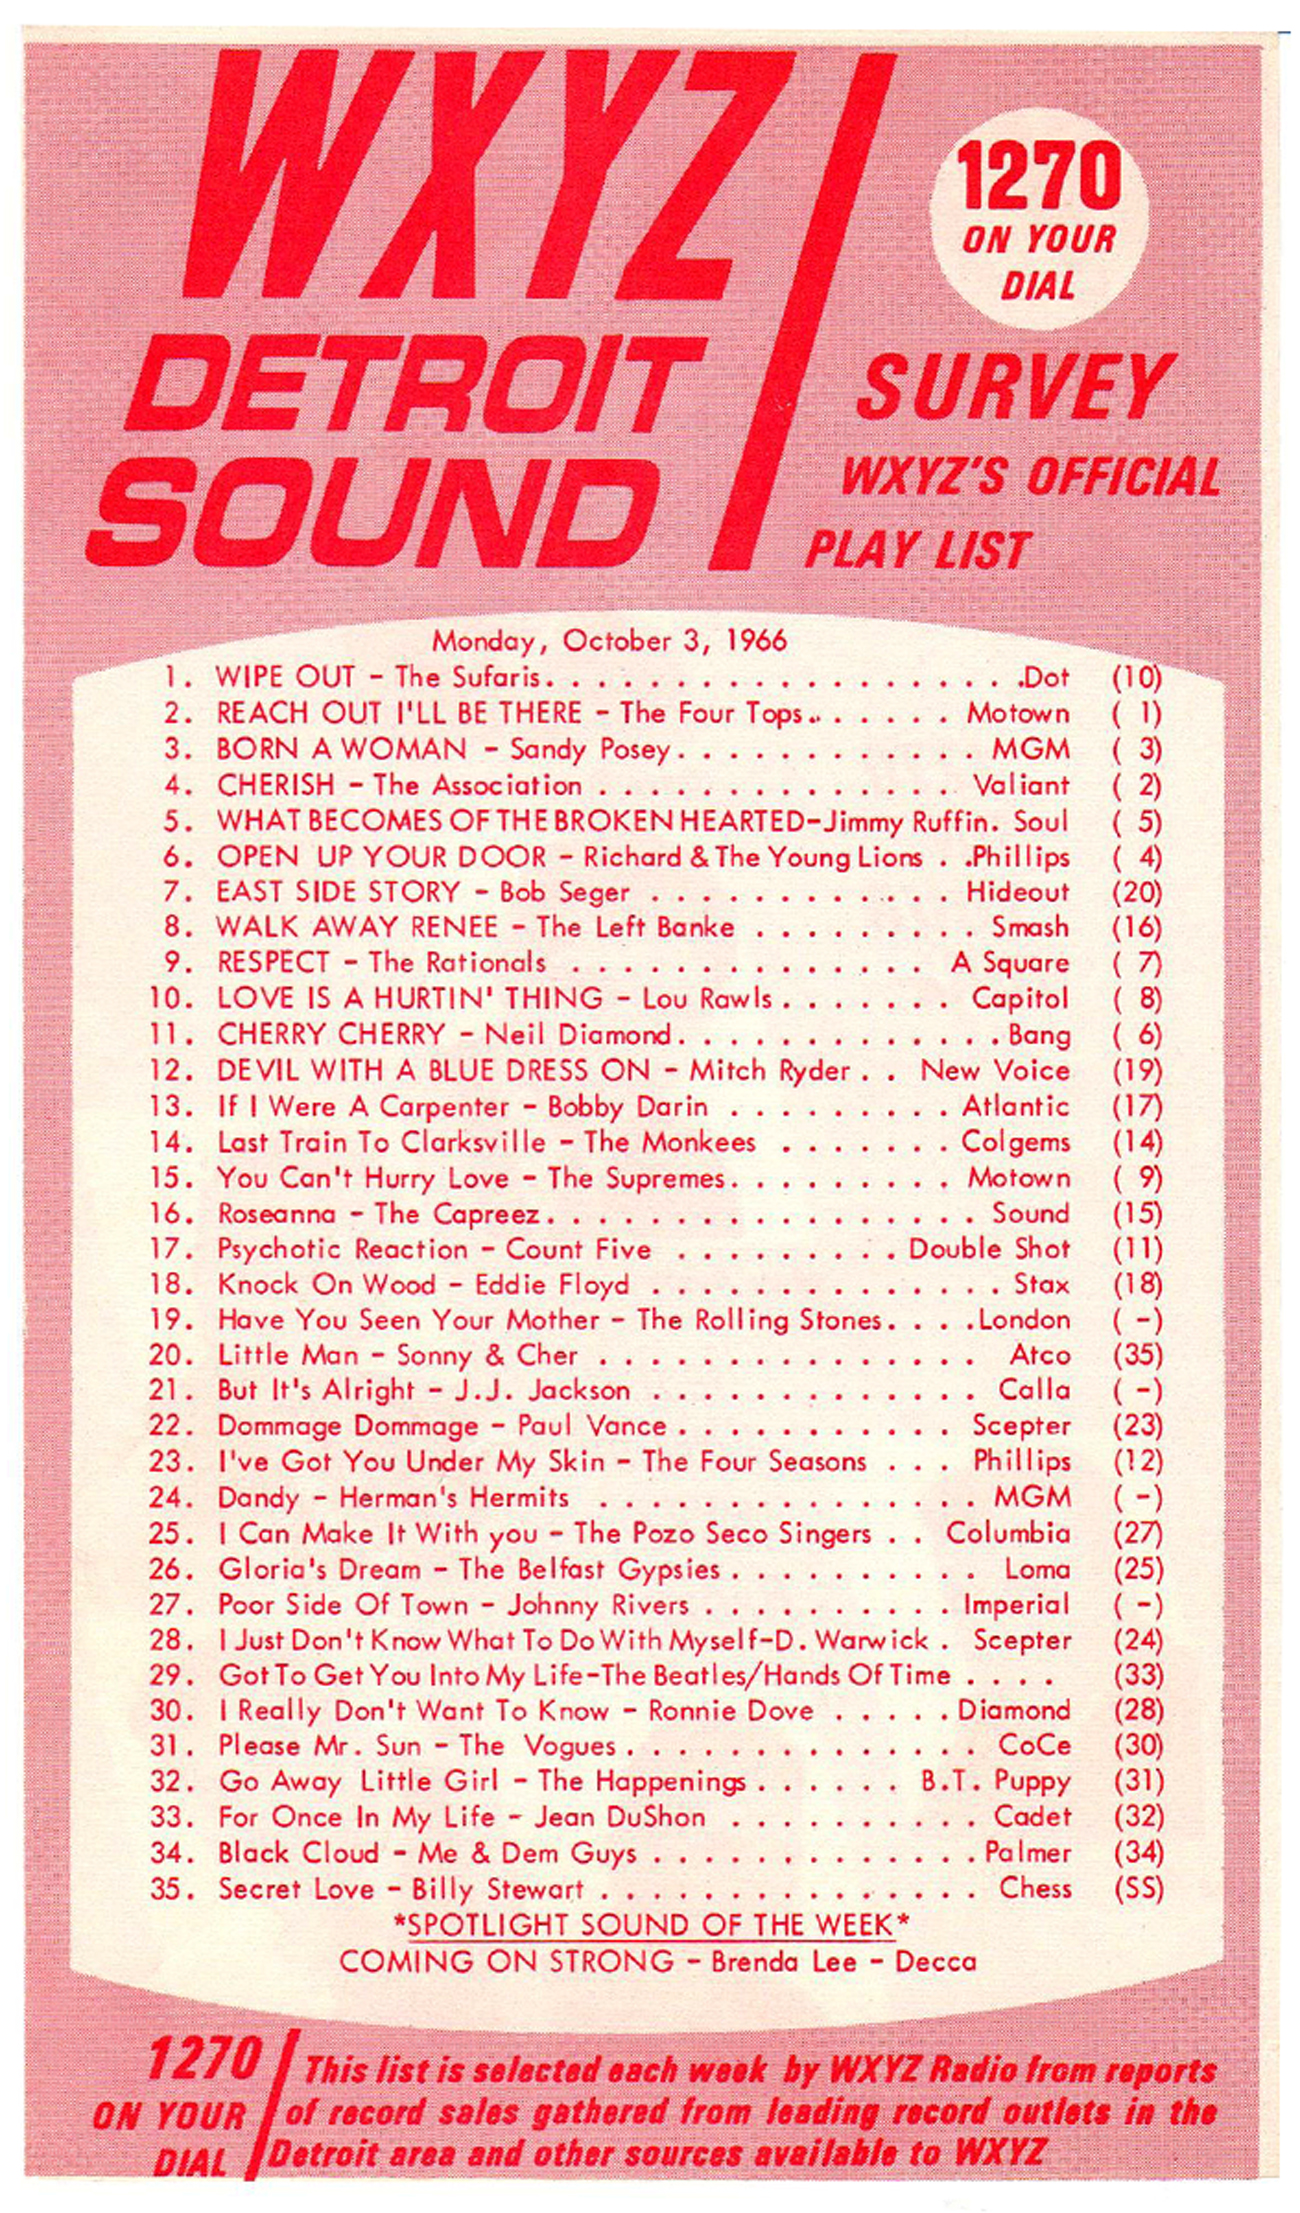 WXYZ
DETROIT
SOUND
1270
ON YOUR
DIAL
SURVEY
WXYZ'S OFFICIAL
PLAY LIST
Monday, October 3, 1966
1. WIPE OUT - The Sufaris. . . . . . . . . . . . . . . . . . .Dot (10)
2. REACH OUT I'LL BE THERE - The Four Tops. . . . . . . Motown ( 1)
3. BORN A WOMAN - Sandy Posey. . . . . . . . . . . . MGM ( 3)
4. CHERISH - The Association . . . . . . . . . . . . . . Valiant ( 2)
5. WHAT BECOMES OF THE BROKEN HEARTED-Jimmy Ruffin. Soul ( 5)
6. OPEN UP YOUR DOOR - Richard & The Young Lions . .Phillips ( 4)
7. EAST SIDE STORY - Bob Seger . . . . . . . . . . . . Hideout (20)
8. WALK AWAY RENEE - The Left Banke . . . . . . . . . Smash (16)
9. RESPECT - The Rationals . . . . . . . . . . . . . . A Square ( 7)
10. LOVE IS A HURTIN' THING - Lou Rawls . . . . . . . Capitol ( 8)
11. CHERRY CHERRY - Neil Diamond. . . . . . . . . . . . . Bang ( 6)
12. DEVIL WITH A BLUE DRESS ON - Mitch Ryder . . New Voice (19)
13. If I Were A Carpenter - Bobby Darin . . . . . . . . . Atlantic (17)
14. Last Train To Clarksville - The Monkees . . . . . . . Colgems (14)
15. You Can't Hurry Love - The Supremes. . . . . . . . . Motown ( 9)
16. Roseanna - The Capreez. . . . . . . . . . . . . . . . . Sound (15)
17. Psychotic Reaction - Count Five . . . . . . . . . Double Shot (11)
18. Knock On Wood - Eddie Floyd . . . . . . . . . . . . . . Stax (18)
19. Have You Seen Your Mother - The Rolling Stones. . . .London ( -)
20. Little Man - Sonny & Cher . . . . . . . . . . . . . . . Atco (35)
21. But It's Alright - J.J. Jackson . . . . . . . . . . . . . Calla ( -)
22. Dommage Dommage - Paul Vance . . . . . . . . . . . Scepter (23)
23. I've Got You Under My Skin - The Four Seasons . . . Phillips (12)
24. Dandy - Herman's Hermits . . . . . . . . . . . . . . . MGM ( -)
25. I Can Make It With you - The Pozo Seco Singers . . Columbia (27)
26. Gloria's Dream - The Belfast Gypsies . . . . . . . . . . Loma (25)
27. Poor Side Of Town - Johnny Rivers . . . . . . . . . . Imperial ( -)
28. I Just Don't Know What To Do With Myself-D. Warwick . Scepter (24)
29. Got To Get You Into My Life-The Beatles/Hands Of Time . . . . (33)
30. I Really Don't Want To Know - Ronnie Dove . . . . . Diamond (28)
31. Please Mr. Sun - The Vogues . . . . . . . . . . . . . . CoCe (30)
32. Go Away Little Girl - The Happenings . . . . . . B.T. Puppy (31)
33. For Once In My Life - Jean DuShon . . . . . . . . . . Cadet (32)
34. Black Cloud - Me & Dem Guys . . . . . . . . . . . . . Palmer (34)
35. Secret Love - Billy Stewart . . . . . . . . . . . . . . . Chess (SS)
*SPOTLIGHT SOUND OF THE WEEK*
COMING ON STRONG - Brenda Lee - Decca
1270
ON YOUR
DIAL
This list is selected each week by WXYZ Radio from reports
of record sales gathered from leading record outlets in the
Detroit area and other sources available to WXYZ